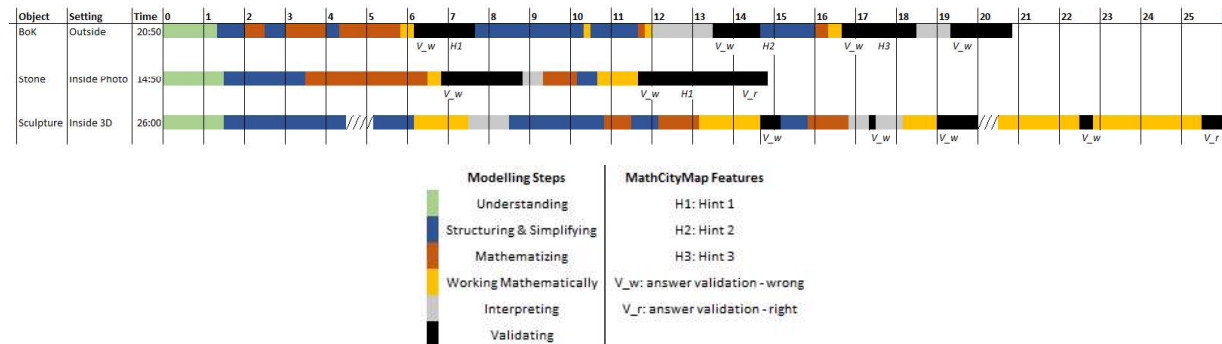 Object Setting Time 0 1 2 3 4 5 6 7 8 9 10 11 12 13 14 15 16 17 18 19 20 21 22 23 24 25
BoK Outside 20:50
V_w H1 V_w H2 V_w H3 V_w
Stone Inside Photo 14:50
V_w V_w H1 V_r
Sculpture Inside 3D 26:00
V_w V_w V_w V_w V_r
Modelling Steps MathCityMap Features
Understanding H1: Hint 1
Structuring & Simplifying H2: Hint 2
Mathematizing H3: Hint 3
Working Mathematically V_w: answer validation - wrong
Interpreting V_r: answer validation - right
Validating